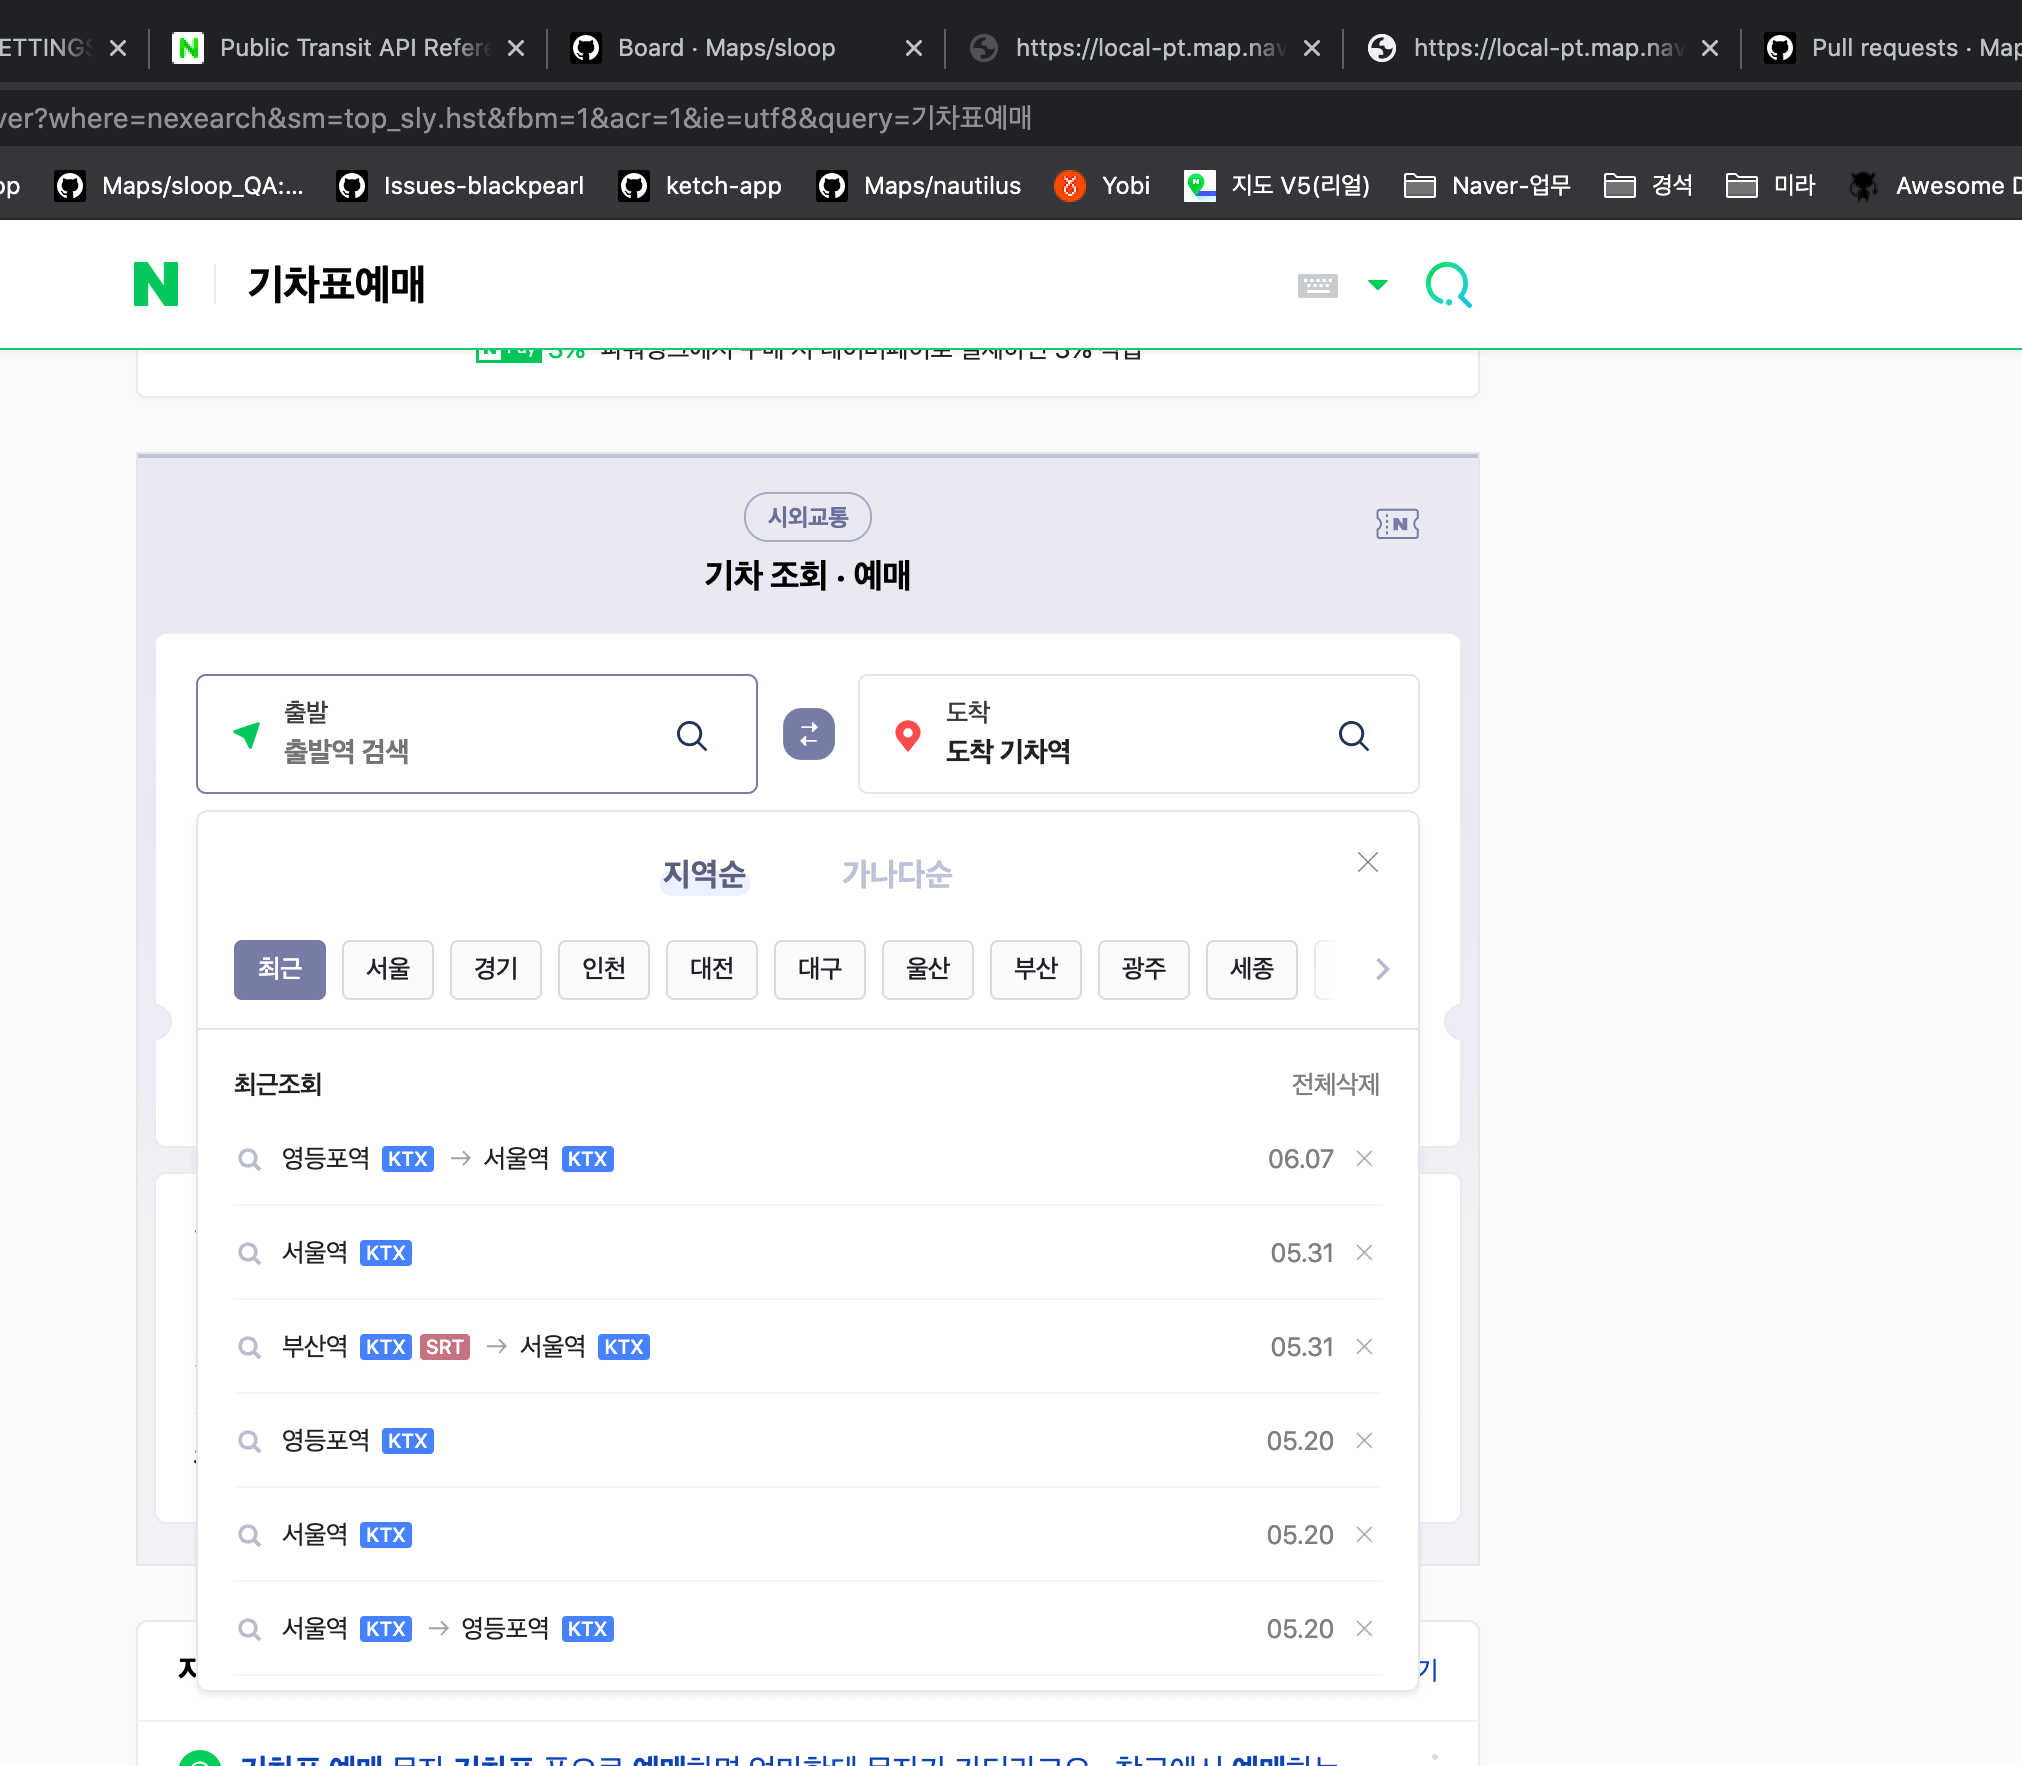 Public Transit API Refere
Board · Maps/sloop
https://local-pt.map.nav
https://local-pt.map.nav
Pull requests · Map
ver?where=nexearch&sm=top_sly.hst&fbm=1&acr=1&ie=utf8&query=기차표예매
Maps/sloop_QA:...
Issues-blackpearl
ketch-app
Maps/nautilus
Yobi
지도 V5(리얼)
Naver-업무
경석
미라
Awesome D
기차표예매
시외교통
기차 조회 · 예매
출발
출발역 검색
도착
도착 기차역
지역순 가나다순
최근 서울 경기 인천 대전 대구 울산 부산 광주 세종
최근조회 전체삭제
영등포역 KTX → 서울역 KTX 06.07
서울역 KTX 05.31
부산역 KTX SRT → 서울역 KTX 05.31
영등포역 KTX 05.20
서울역 KTX 05.20
서울역 KTX → 영등포역 KTX 05.20